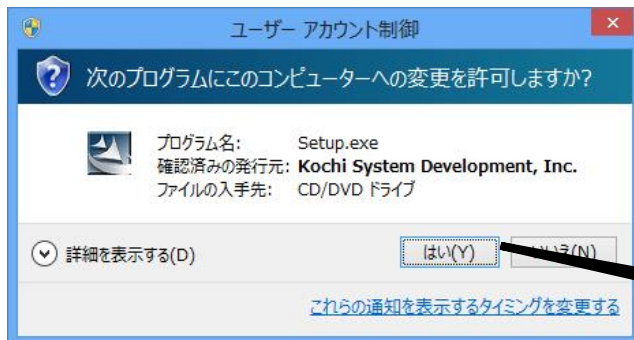 ユーザー アカウント制御
次のプログラムにこのコンピューターへの変更を許可しますか?
プログラム名: Setup.exe
確認済みの発行元: Kochi System Development, Inc.
ファイルの入手先: CD/DVD ドライブ
詳細を表示する(D) はい(Y) いいえ(N)
これらの通知を表示するタイミングを変更する